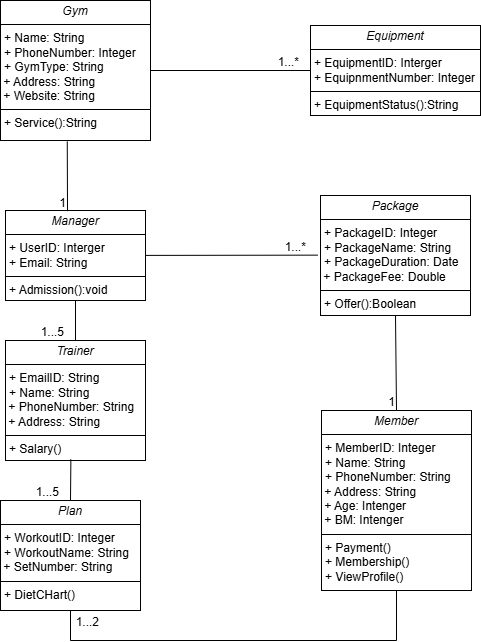 Gym
+ Name: String
+ PhoneNumber: Integer
+ GymType: String
+ Address: String
+ Website: String
+ Service():String
1...*
Equipment
+ EquipmentID: Interger
+ EquipnmentNumber: Integer
+ EquipmentStatus():String
1
Manager
+ UserID: Interger
+ Email: String
+ Admission():void
1...*
Package
+ PackageID: Integer
+ PackageName: String
+ PackageDuration: Date
+ PackageFee: Double
+ Offer():Boolean
1...5
Trainer
+ EmailID: String
+ Name: String
+ PhoneNumber: String
+ Address: String
+ Salary()
1
Member
+ MemberID: Integer
+ Name: String
+ PhoneNumber: String
+ Address: String
+ Age: Intenger
+ BM: Intenger
+ Payment()
+ Membership()
+ ViewProfile()
1...5
Plan
+ WorkoutID: Integer
+ WorkoutName: String
+ SetNumber: String
+ DietCHart()
1...2